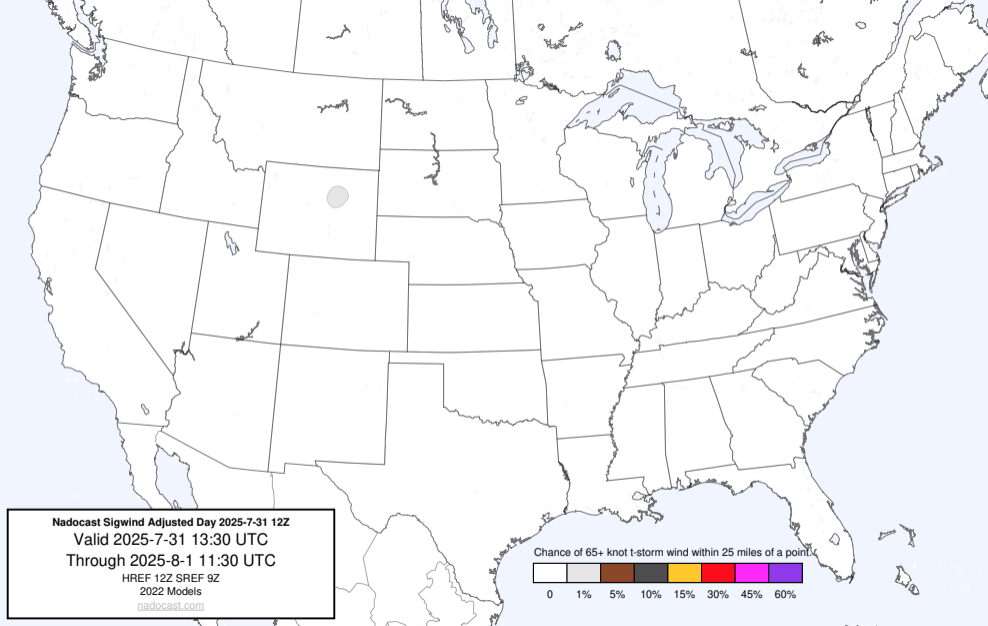 Nadocast Sigwind Adjusted Day 2025-7-31 12Z
Valid 2025-7-31 13:30 UTC
Through 2025-8-1 11:30 UTC
HREF 12Z SREF 9Z
2022 Models
nadocast.com
Chance of 65+ knot t-storm wind within 25 miles of a point.
0 1% 5% 10% 15% 30% 45% 60%